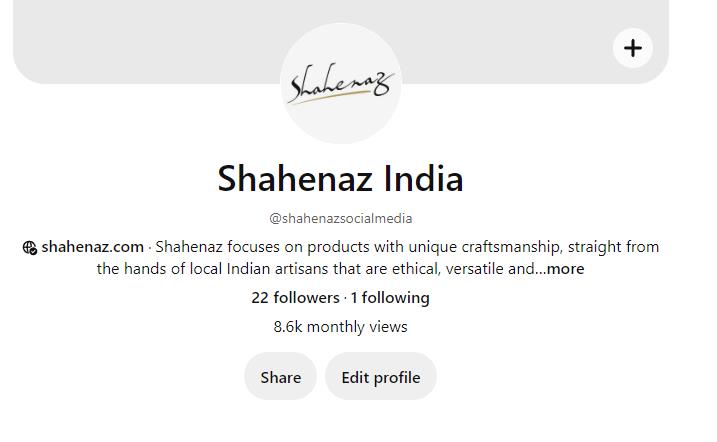 Shahenaz
Shahenaz India
@shahenazsocialmedia
shahenaz.com · Shahenaz focuses on products with unique craftsmanship, straight from
the hands of local Indian artisans that are ethical, versatile and...more
22 followers · 1 following
8.6k monthly views
Share Edit profile